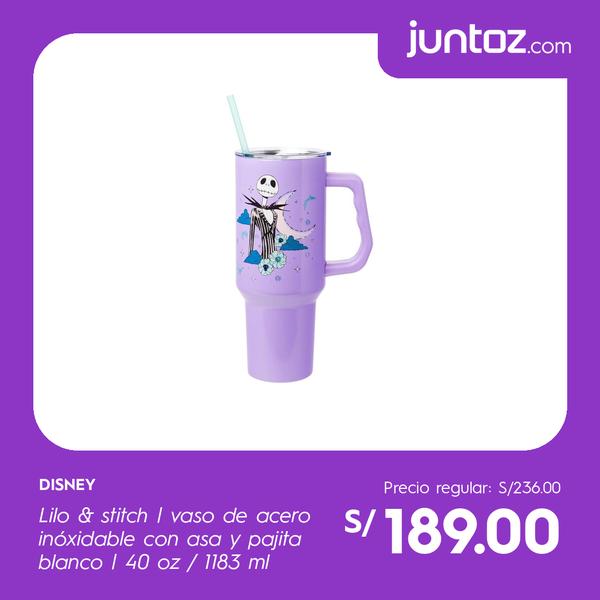 juntoz.com
DISNEY
Lilo & stitch | vaso de acero
inóxidable con asa y pajita
blanco | 40 oz / 1183 ml
Precio regular: S/236.00
S/189.00